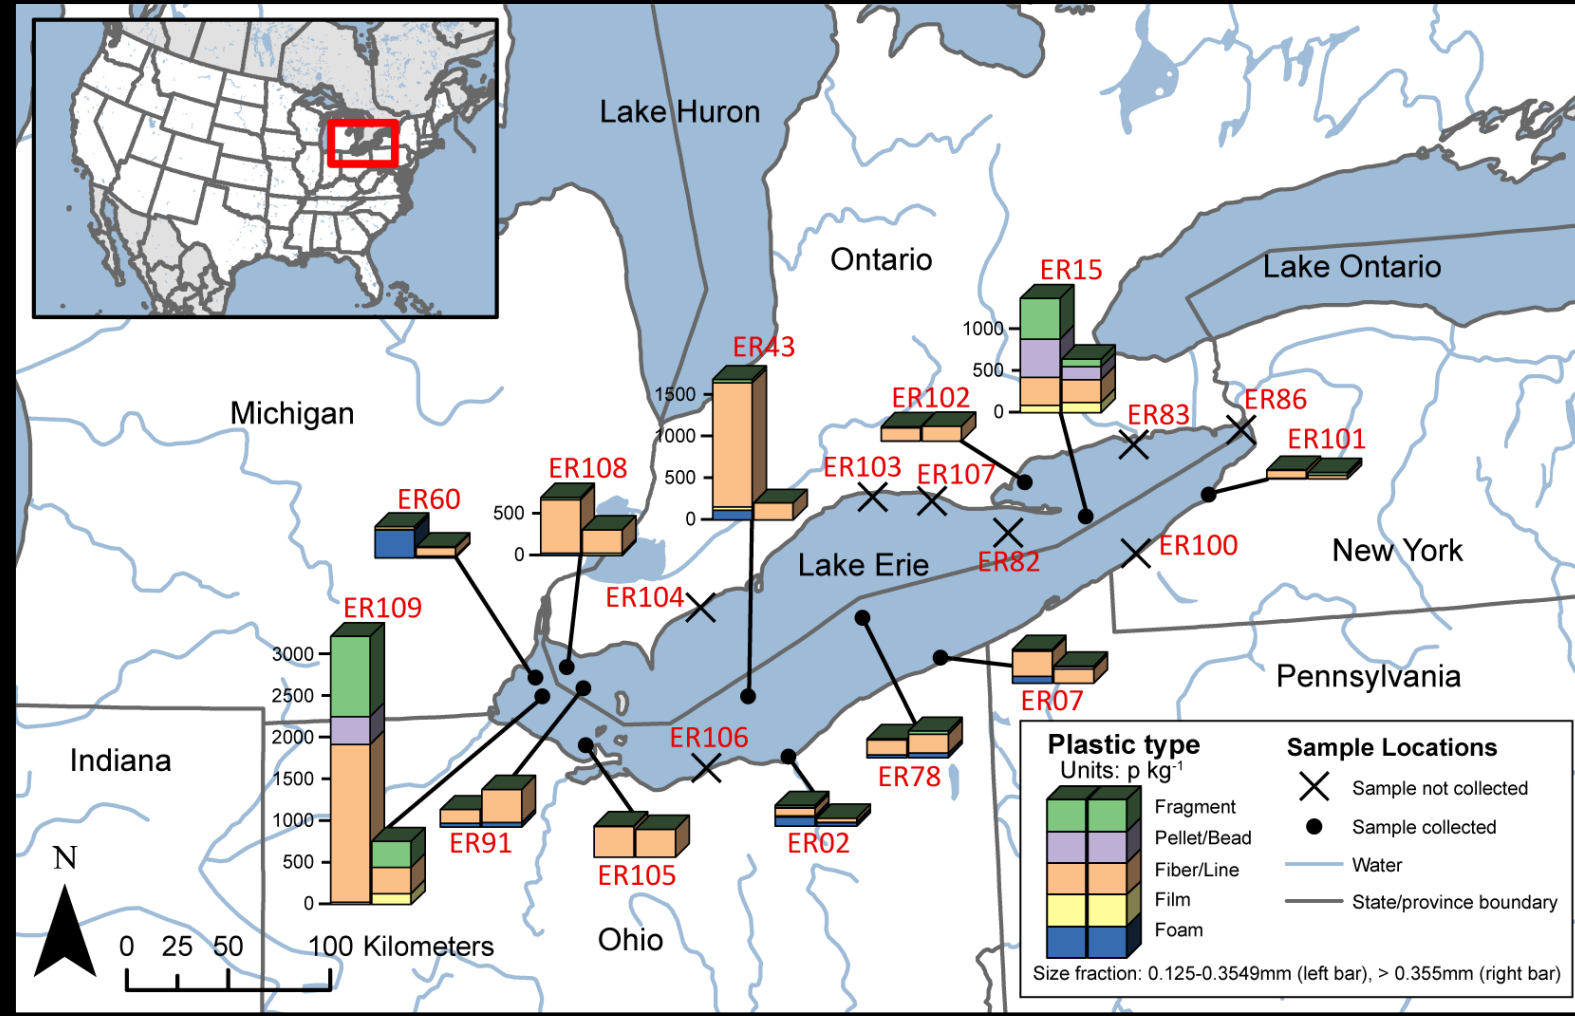 Lake Huron
Ontario
Lake Ontario
ER15
1000
500
0
ER43
1500
1000
500
0
Michigan
ER102
ER83
ER86
ER101
ER103
ER107
ER108
500
0
ER60
ER82
ER100
New York
Lake Erie
ER104
ER109
3000
2500
2000
1500
1000
500
0
Pennsylvania
ER07
Indiana
ER106
ER78
ER91
ER02
ER105
Ohio
N
0 25 50 100 Kilometers
Plastic type
Units: p kg-1
Fragment
Pellet/Bead
Fiber/Line
Film
Foam
Sample Locations
Sample not collected
Sample collected
Water
State/province boundary
Size fraction: 0.125-0.3549mm (left bar), > 0.355mm (right bar)